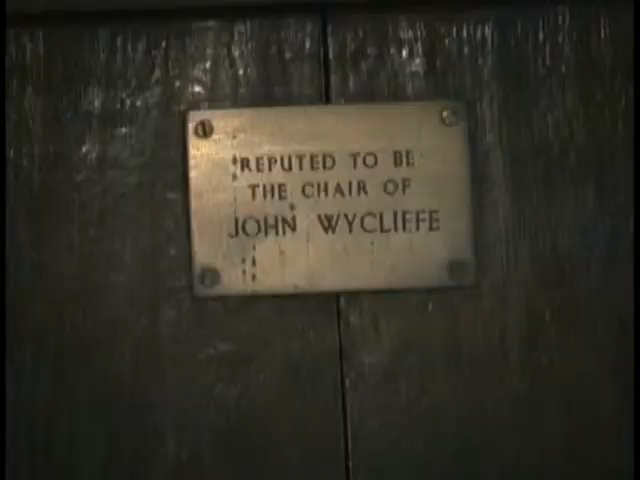 REPUTED TO BE
THE CHAIR OF
JOHN WYCLIFFE